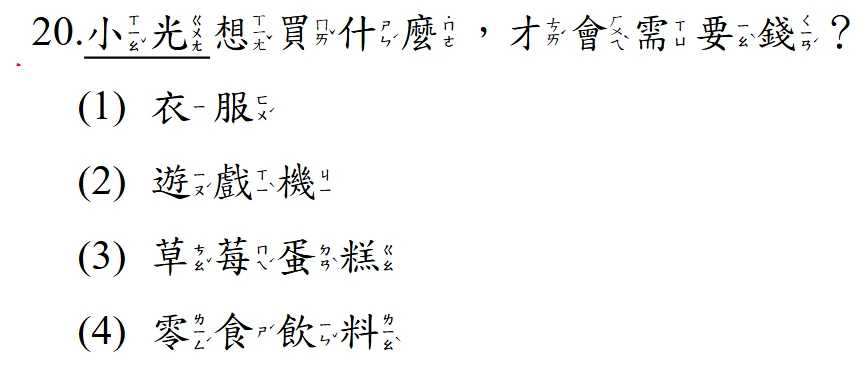 20.小光想買什麼，才會需要錢？
(1) 衣服
(2) 遊戲機
(3) 草莓蛋糕
(4) 零食飲料